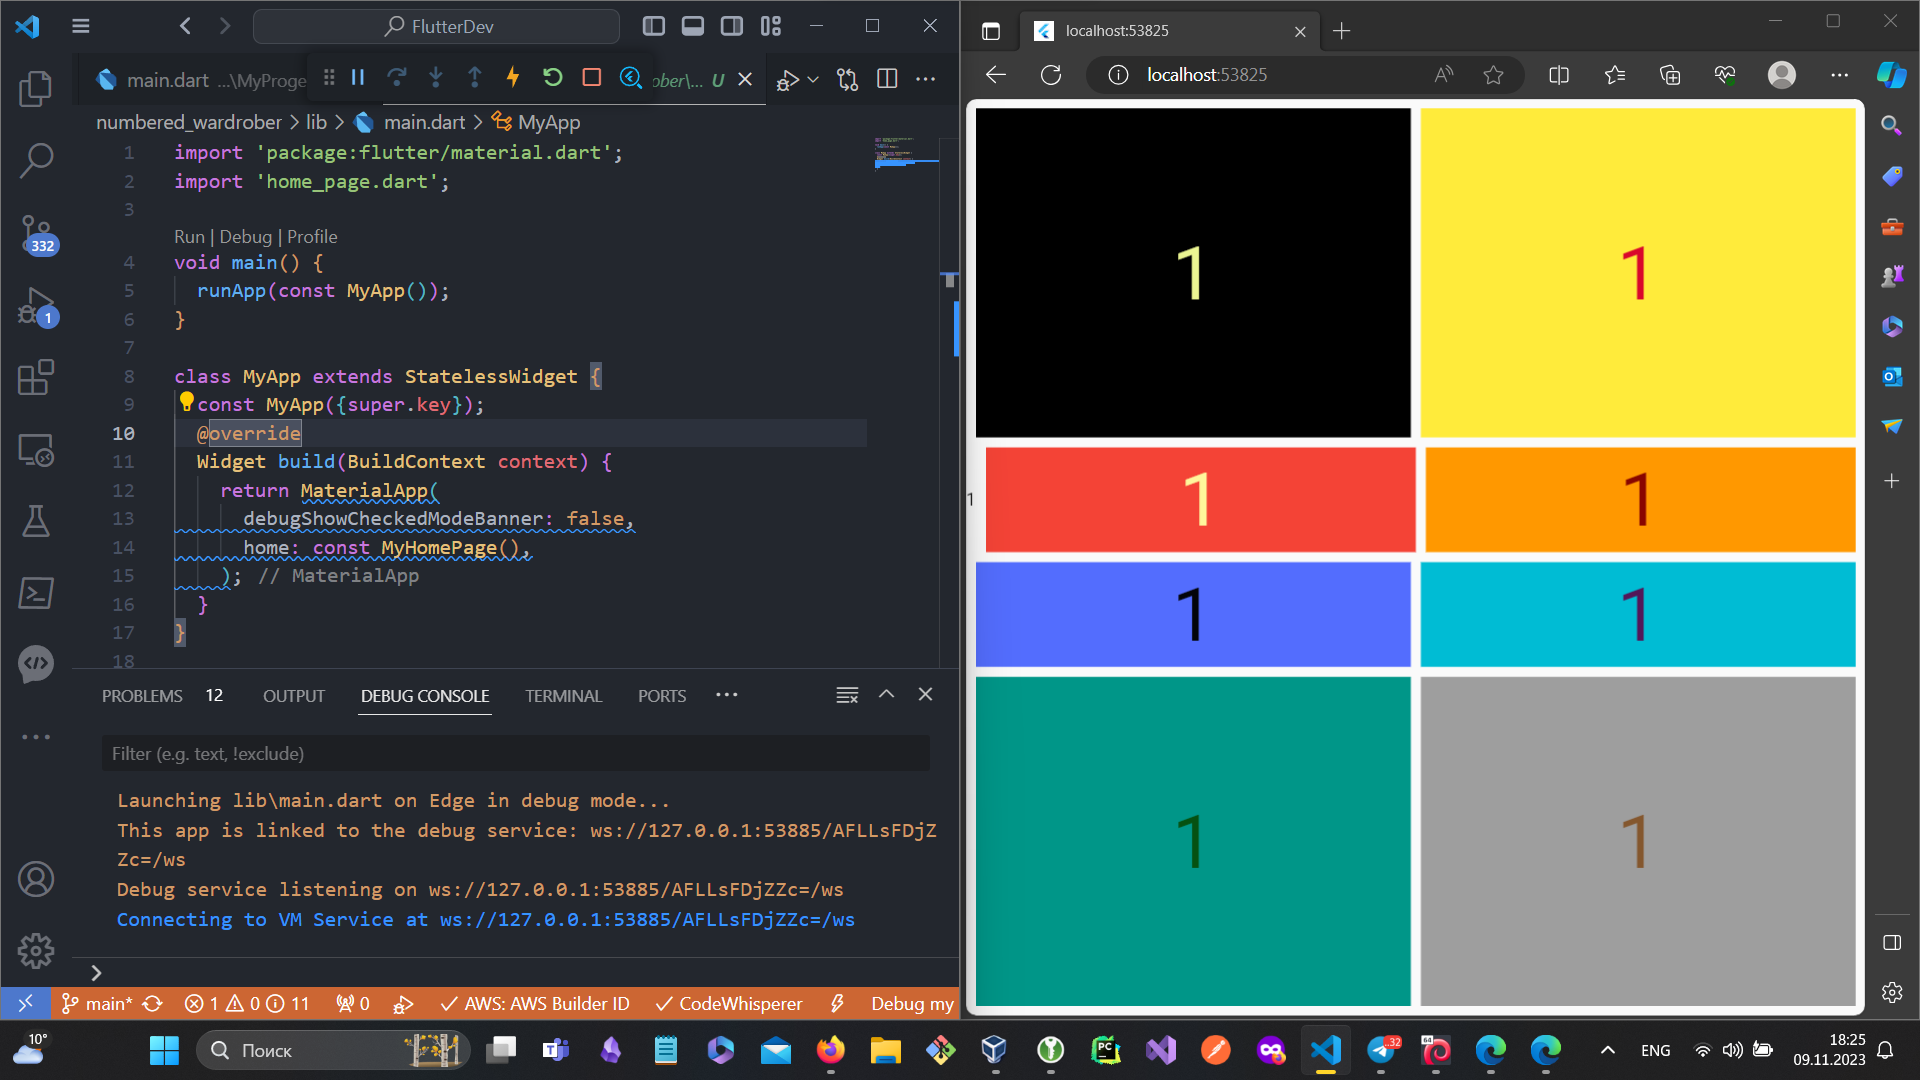 FlutterDev
main.dart ...\MyProge
ober\... U
numbered_wardrober > lib > main.dart > MyApp
1 import 'package:flutter/material.dart';
2 import 'home_page.dart';
3
Run | Debug | Profile
4 void main() {
5 runApp(const MyApp());
6 }
7
8 class MyApp extends StatelessWidget {
9 const MyApp({super.key});
10 @override
11 Widget build(BuildContext context) {
12 return MaterialApp(
13 debugShowCheckedModeBanner: false,
14 home: const MyHomePage(),
15 ); // MaterialApp
16 }
17 }
18
332
1
PROBLEMS 12 OUTPUT DEBUG CONSOLE TERMINAL PORTS ...
Filter (e.g. text, !exclude)
Launching lib\main.dart on Edge in debug mode...
This app is linked to the debug service: ws://127.0.0.1:53885/AFLLsFDjZ
Zc=/ws
Debug service listening on ws://127.0.0.1:53885/AFLLsFDjZZc=/ws
Connecting to VM Service at ws://127.0.0.1:53885/AFLLsFDjZZc=/ws
main* 1 0 11 0 AWS: AWS Builder ID CodeWhisperer Debug my
localhost:53825
localhost:53825
1 1
1 1 1
1 1
1 1
10°
Поиск
PC
..32
64
ENG
18:25
09.11.2023